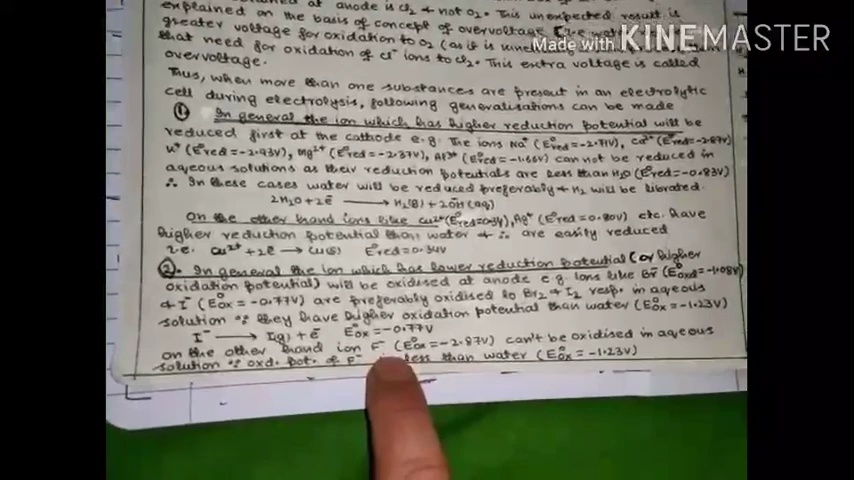 at anode is Cl2 & not O2. This unexpected result is
explained on the basis of concept of overvoltage
greater voltage for oxidation to O2 (as it is
that need for oxidation of Cl⁻ ions to Cl2. This extra voltage is called
overvoltage.
Made with KINEMASTER
Thus, when more than one substances are present in an electrolytic
cell during electrolysis, following generalisations can be made
① In general the ion which has higher reduction potential will be
reduced first at the cathode e.g. The ions Na⁺ (E°red = -2.71V), Ca²⁺ (E°red = -2.87V)
K⁺ (E°red = -2.93V), Mg²⁺ (E°red = -2.37V), Al³⁺ (E°red = -1.66V) can not be reduced in
aqeous solutions as their reduction potentials are less than H2O (E°red = -0.83V)
∴ In these cases water will be reduced preferably & H2 will be librated.
2H2O + 2e⁻ → H2(g) + 2OH⁻(aq)
On the other hand ions like Cu²⁺ (E°red = 0.34V), Ag⁺ (E°red = 0.80V) etc. have
higher reduction potential than water & ∴ are easily reduced
i.e. Cu²⁺ + 2e⁻ → Cu(s) E°red = 0.34V
②. In general the ion which has lower reduction potential (or higher
oxidation potential) will be oxidised at anode e.g. ions like Br⁻ (E°oxd = -1.08V)
& I⁻ (E°ox = -0.77V) are preferably oxidised to Br2 & I2 resp. in aqeous
solution ∵ they have higher oxidation potential than water (E°ox = -1.23V)
I⁻ → I(g) + e⁻ E°ox = -0.77V
on the other hand ion F⁻ (E°ox = -2.87V) can't be oxidised in aqeous
solution ∵ oxd. pot. of F⁻ is less than water (E°ox = -1.23V)